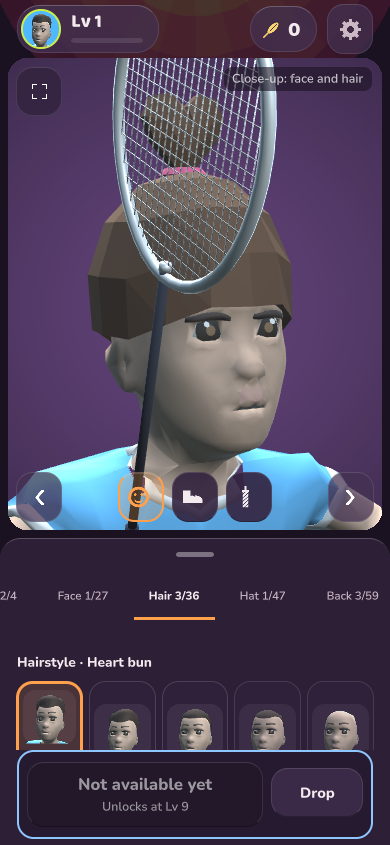 Lv 1
0
Close-up: face and hair
2/4
Face 1/27
Hair 3/36
Hat 1/47
Back 3/59
Hairstyle · Heart bun
Not available yet
Unlocks at Lv 9
Drop